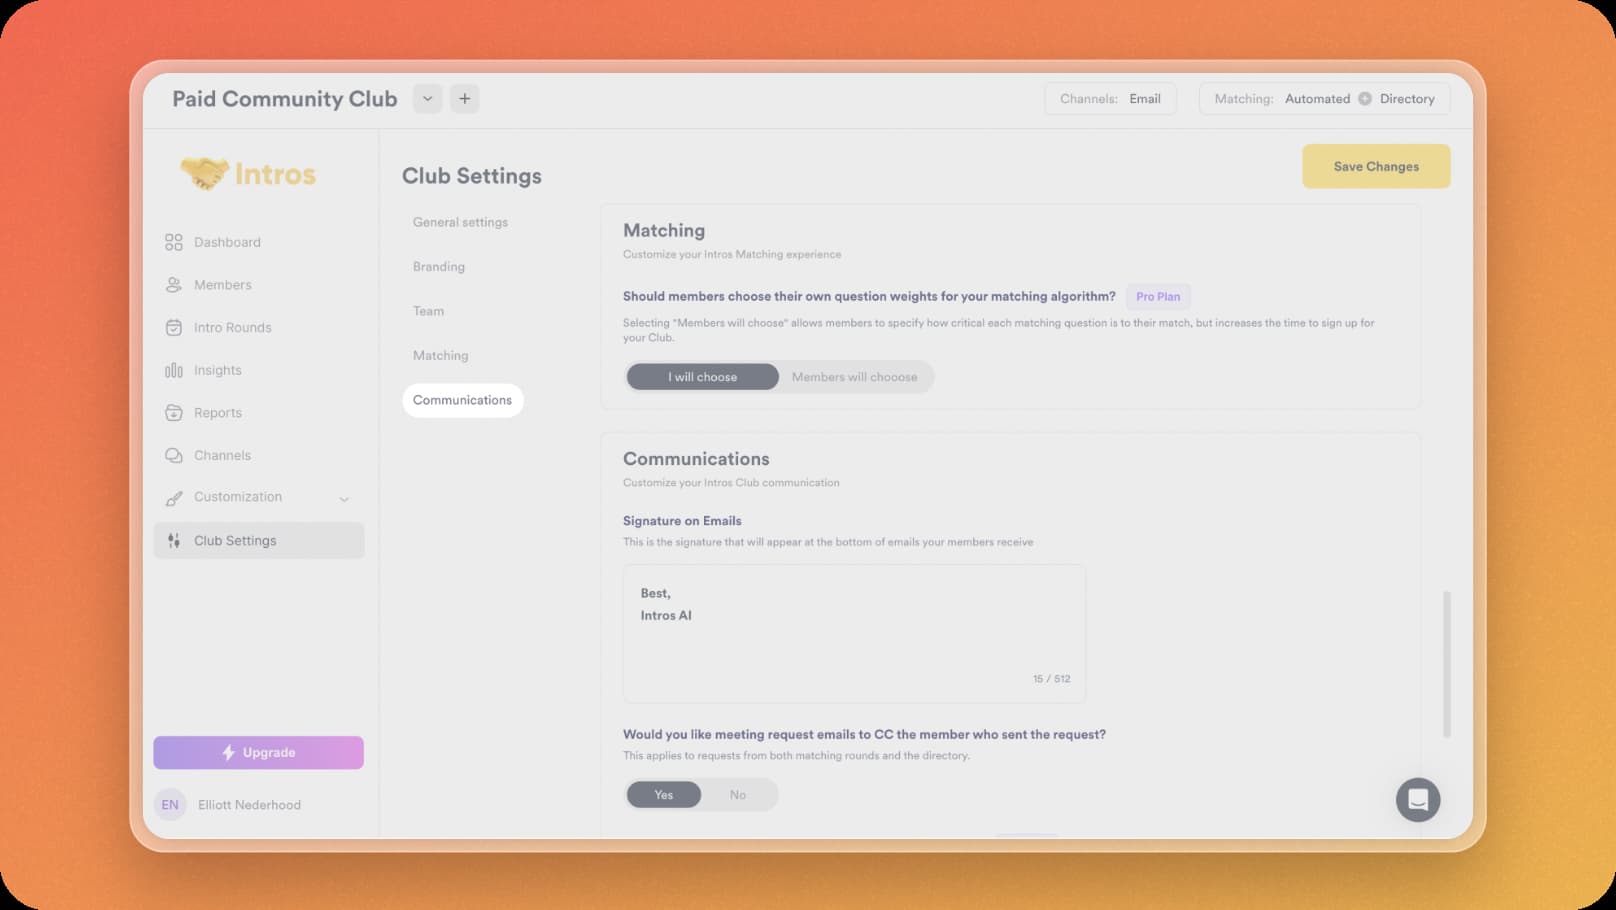 Paid Community Club
Channels: Email
Matching: Automated Directory
Intros
Dashboard
Members
Intro Rounds
Insights
Reports
Channels
Customization
Club Settings
Upgrade
EN Elliott Nederhood
Club Settings
Save Changes
General settings
Branding
Team
Matching
Communications
Matching
Customize your Intros Matching experience
Should members choose their own question weights for your matching algorithm? Pro Plan
Selecting "Members will choose" allows members to specify how critical each matching question is to their match, but increases the time to sign up for
your Club.
I will choose Members will chooose
Communications
Customize your Intros Club communication
Signature on Emails
This is the signature that will appear at the bottom of emails your members receive
Best,
Intros AI
15 / 512
Would you like meeting request emails to CC the member who sent the request?
This applies to requests from both matching rounds and the directory.
Yes No